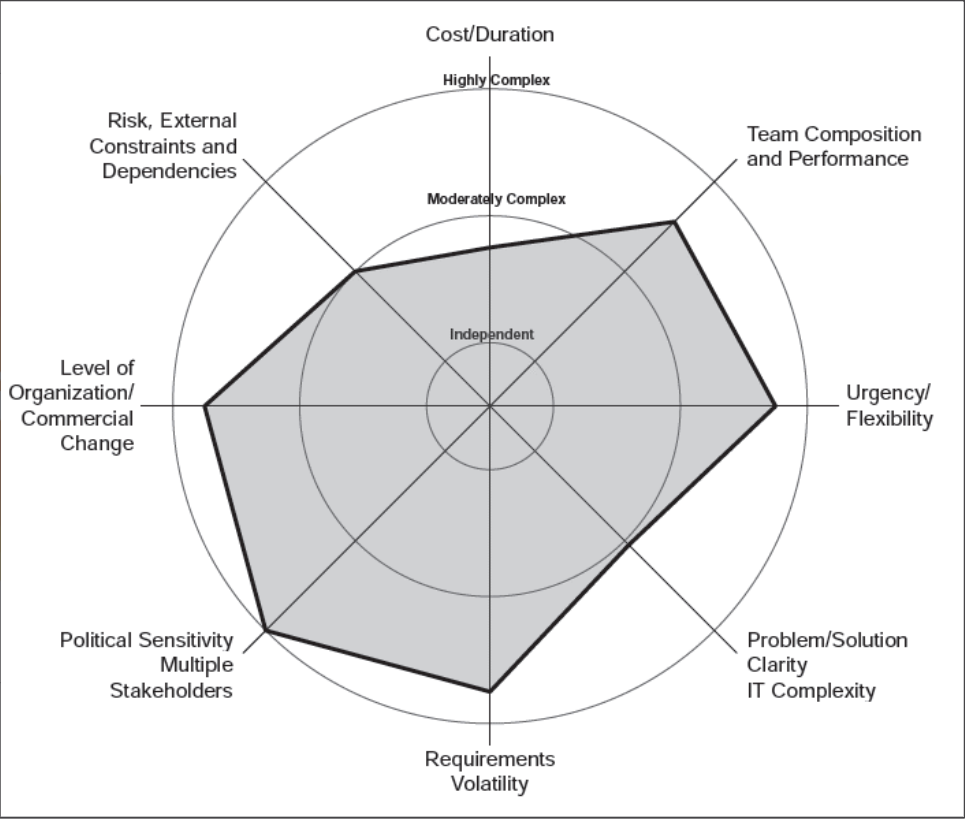 Cost/Duration
Highly Complex
Risk, External
Constraints and
Dependencies
Team Composition
and Performance
Moderately Complex
Independent
Level of
Organization/
Commercial
Change
Urgency/
Flexibility
Political Sensitivity
Multiple
Stakeholders
Problem/Solution
Clarity
IT Complexity
Requirements
Volatility